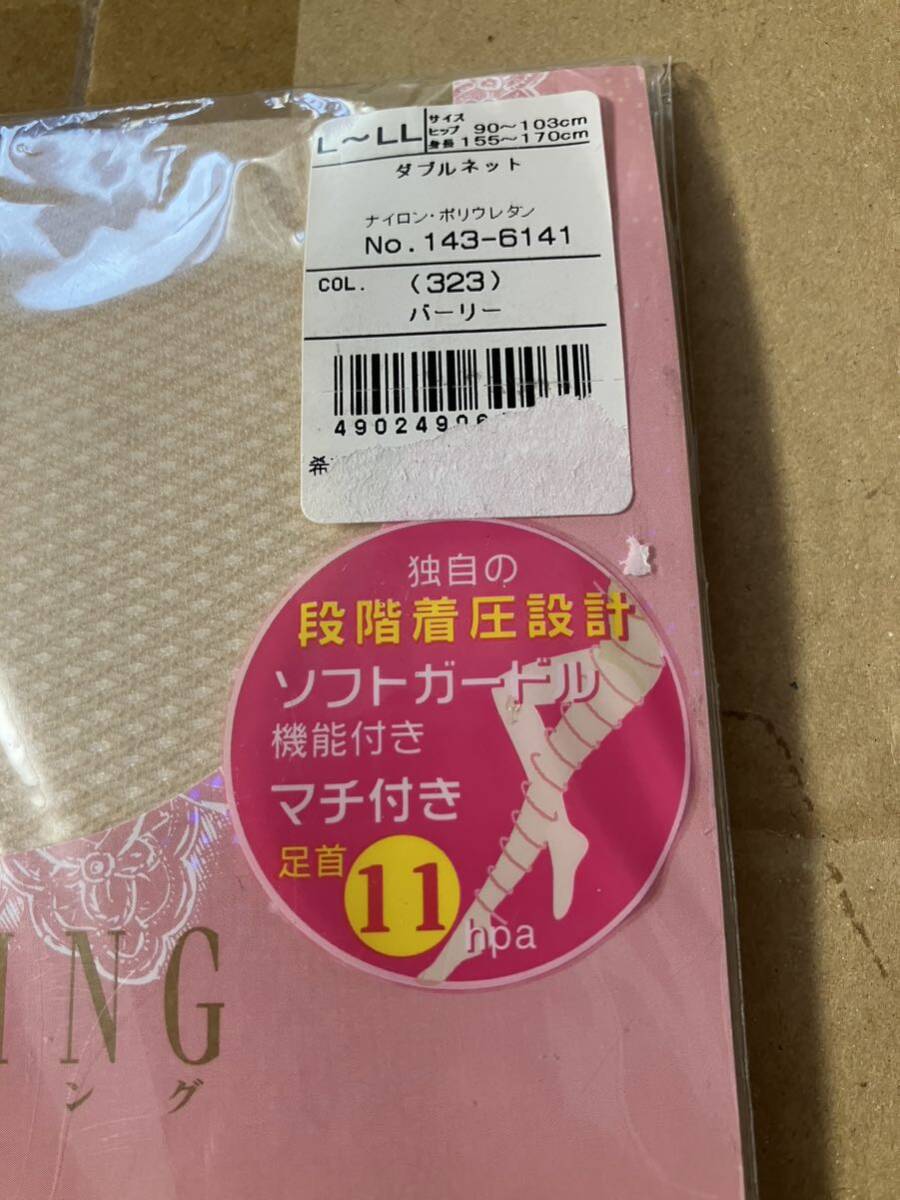 L〜LL
サイズ
ヒップ 90〜103cm
身長 155〜170cm
ダブルネット
ナイロン・ポリウレタン
No.143-6141
COL. (323)
バーリー
4902490
希
独自の
段階着圧設計
ソフトガードル
機能付き
マチ付き
足首
11
hpa
ING
ング